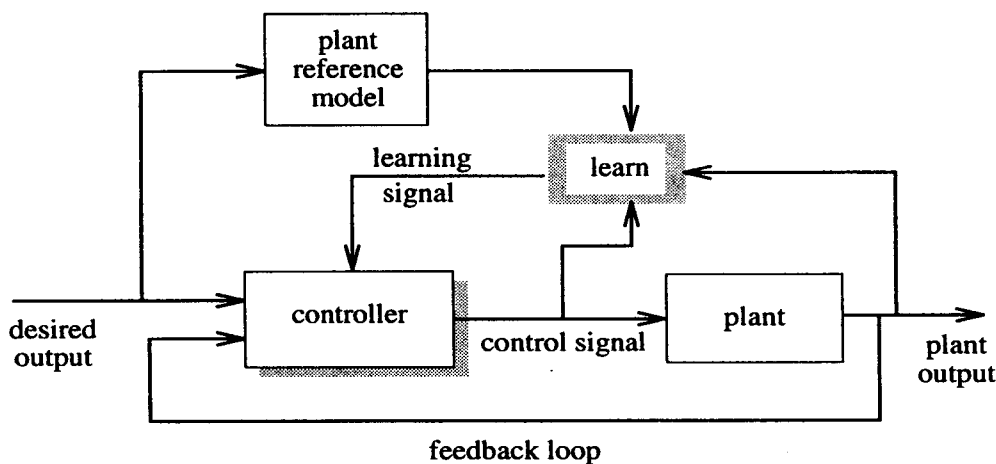 plant
reference
model
learning
signal
learn
controller
desired
output
control signal
plant
plant
output
feedback loop